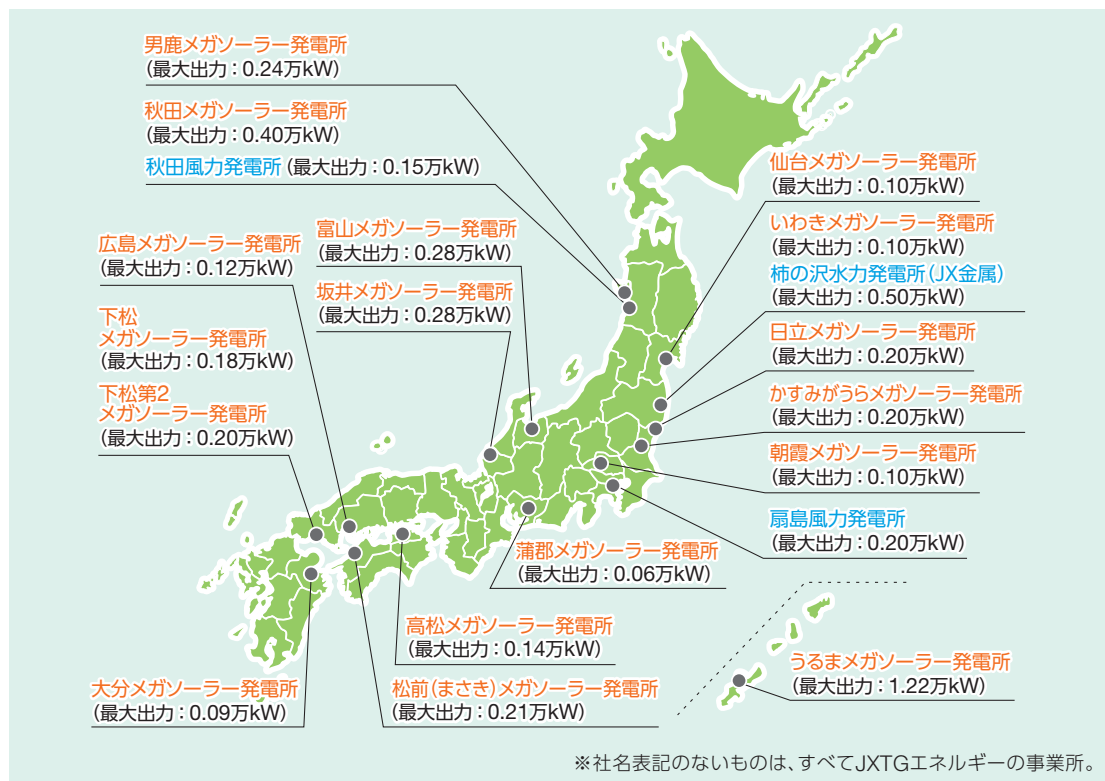 男鹿メガソーラー発電所
(最大出力：0.24万kW)
秋田メガソーラー発電所
(最大出力：0.40万kW)
秋田風力発電所(最大出力：0.15万kW)
富山メガソーラー発電所
(最大出力：0.28万kW)
坂井メガソーラー発電所
(最大出力：0.28万kW)
広島メガソーラー発電所
(最大出力：0.12万kW)
下松
メガソーラー発電所
(最大出力：0.18万kW)
下松第2
メガソーラー発電所
(最大出力：0.20万kW)
仙台メガソーラー発電所
(最大出力：0.10万kW)
いわきメガソーラー発電所
(最大出力：0.10万kW)
柿の沢水力発電所(JX金属)
(最大出力：0.50万kW)
日立メガソーラー発電所
(最大出力：0.20万kW)
かすみがうらメガソーラー発電所
(最大出力：0.20万kW)
朝霞メガソーラー発電所
(最大出力：0.10万kW)
扇島風力発電所
(最大出力：0.20万kW)
蒲郡メガソーラー発電所
(最大出力：0.06万kW)
高松メガソーラー発電所
(最大出力：0.14万kW)
大分メガソーラー発電所
(最大出力：0.09万kW)
松前(まさき)メガソーラー発電所
(最大出力：0.21万kW)
うるまメガソーラー発電所
(最大出力：1.22万kW)
※社名表記のないものは、すべてJXTGエネルギーの事業所。